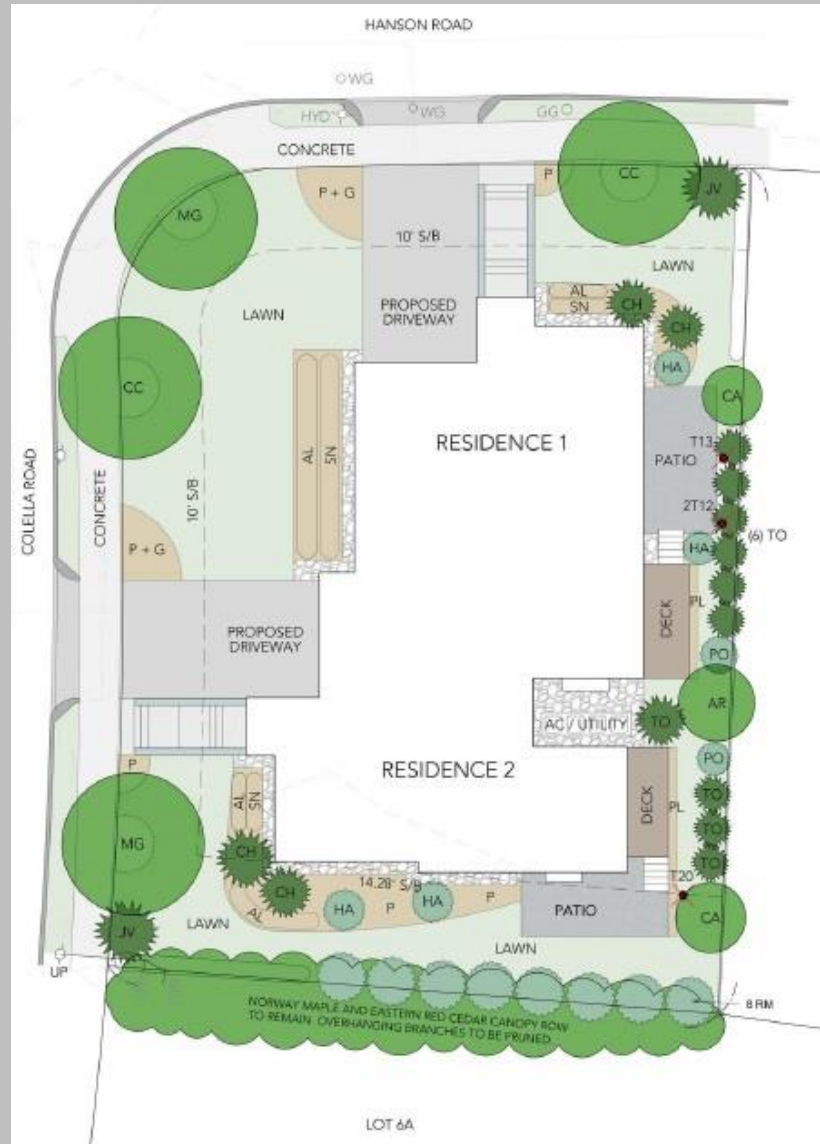 HANSON ROAD
WG
HYD
WG
GG
CONCRETE
CC
JV
MG
P + G
P
10' S/B
LAWN
LAWN
AL
SN
CH
PROPOSED
DRIVEWAY
CH
HA
CC
CA
RESIDENCE 1
T13
PATIO
AL
SN
COLELLA ROAD
CONCRETE
10' S/B
2T12
(6) TO
P + G
HA
DECK
PL
PROPOSED
DRIVEWAY
PO
AR
AC / UTILITY
TO
P
RESIDENCE 2
PO
AL
SN
DECK
PL
TO
TO
MG
CH
TO
T20
14.28' S/B
CH
HA
P
HA
P
AL
PATIO
CA
JV
LAWN
LAWN
UP
8 RM
NORWAY MAPLE AND EASTERN RED CEDAR CANOPY ROW
TO REMAIN. OVERHANGING BRANCHES TO BE PRUNED
LOT 6A